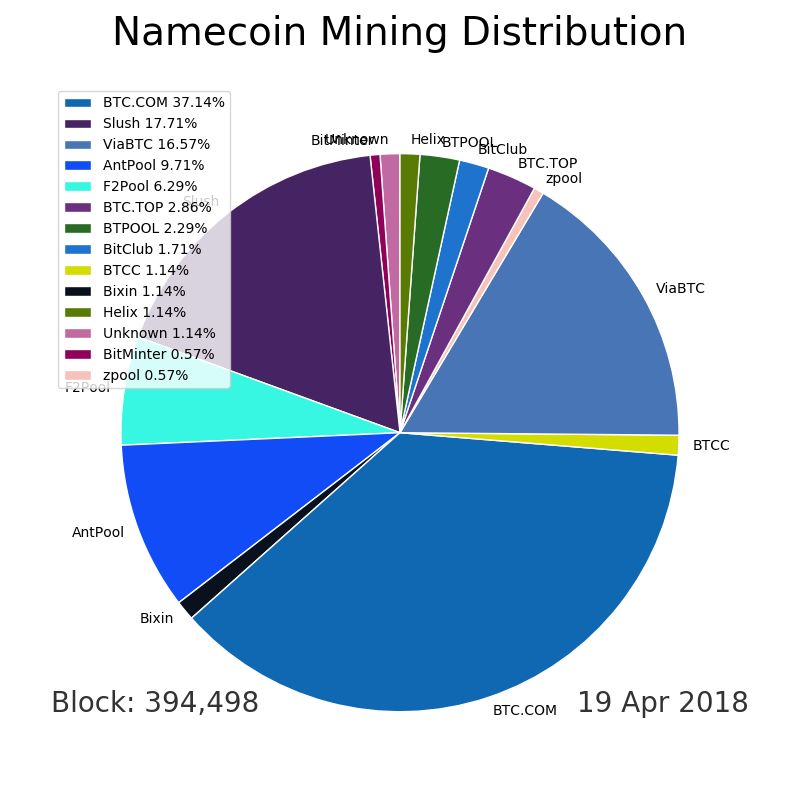 Namecoin Mining Distribution
BTC.COM 37.14%
Slush 17.71%
ViaBTC 16.57%
AntPool 9.71%
F2Pool 6.29%
BTC.TOP 2.86%
BTPOOL 2.29%
BitClub 1.71%
BTCC 1.14%
Bixin 1.14%
Helix 1.14%
Unknown 1.14%
BitMinter 0.57%
zpool 0.57%
BitMinter
Unknown
Helix
BTPOOL
BitClub
BTC.TOP
zpool
Slush
ViaBTC
F2Pool
BTCC
AntPool
Bixin
BTC.COM
Block: 394,498
19 Apr 2018